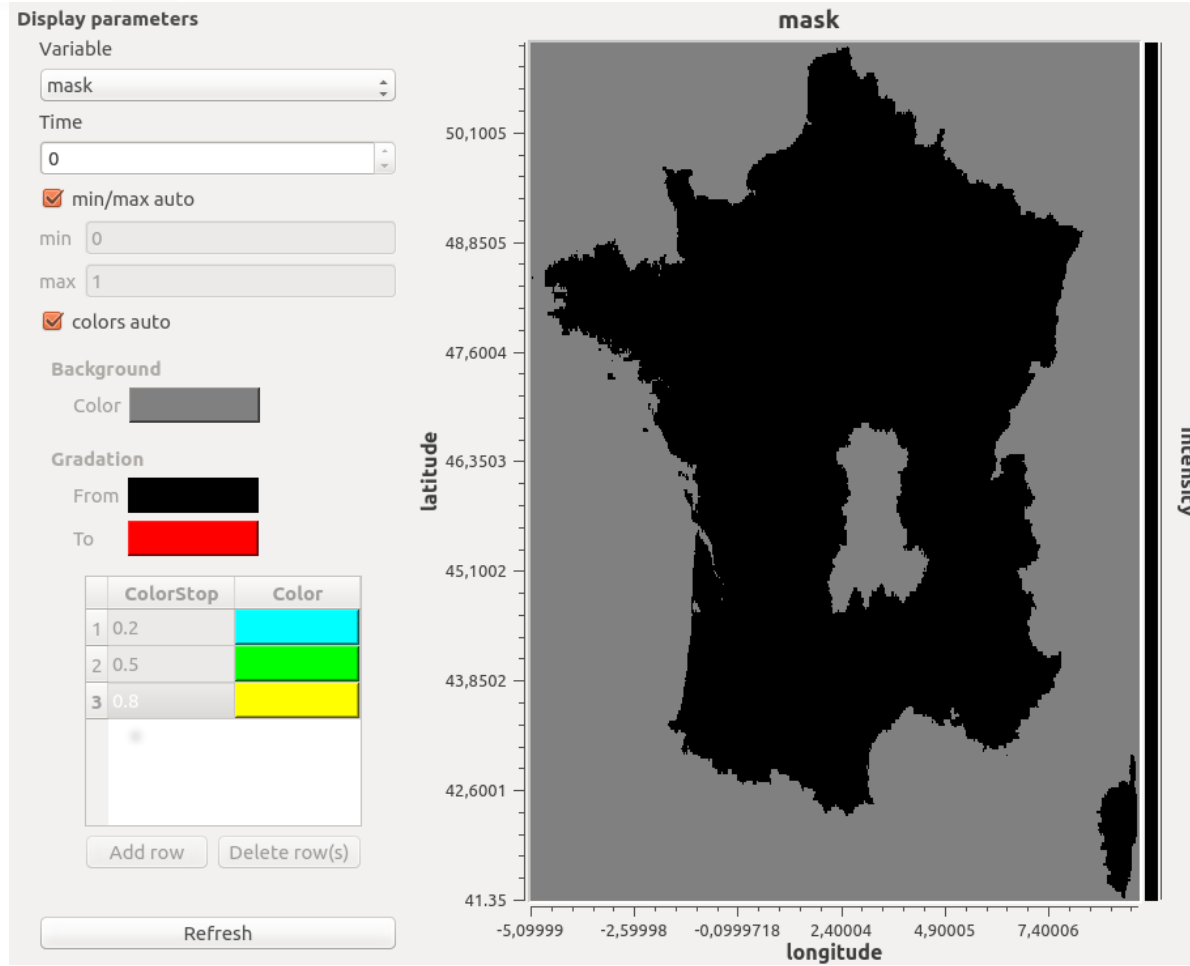 Display parameters
Variable
mask
Time
0
min/max auto
min 0
max 1
colors auto
Background
Color
Gradation
From
To
ColorStop Color
1 0.2
2 0.5
3 0.8
Add row Delete row(s)
Refresh
mask
latitude
50,1005
48,8505
47,6004
46,3503
45,1002
43,8502
42,6001
41.35
-5,09999 -2,59998 -0,0999718 2,40004 4,90005 7,40006
longitude
Intensity